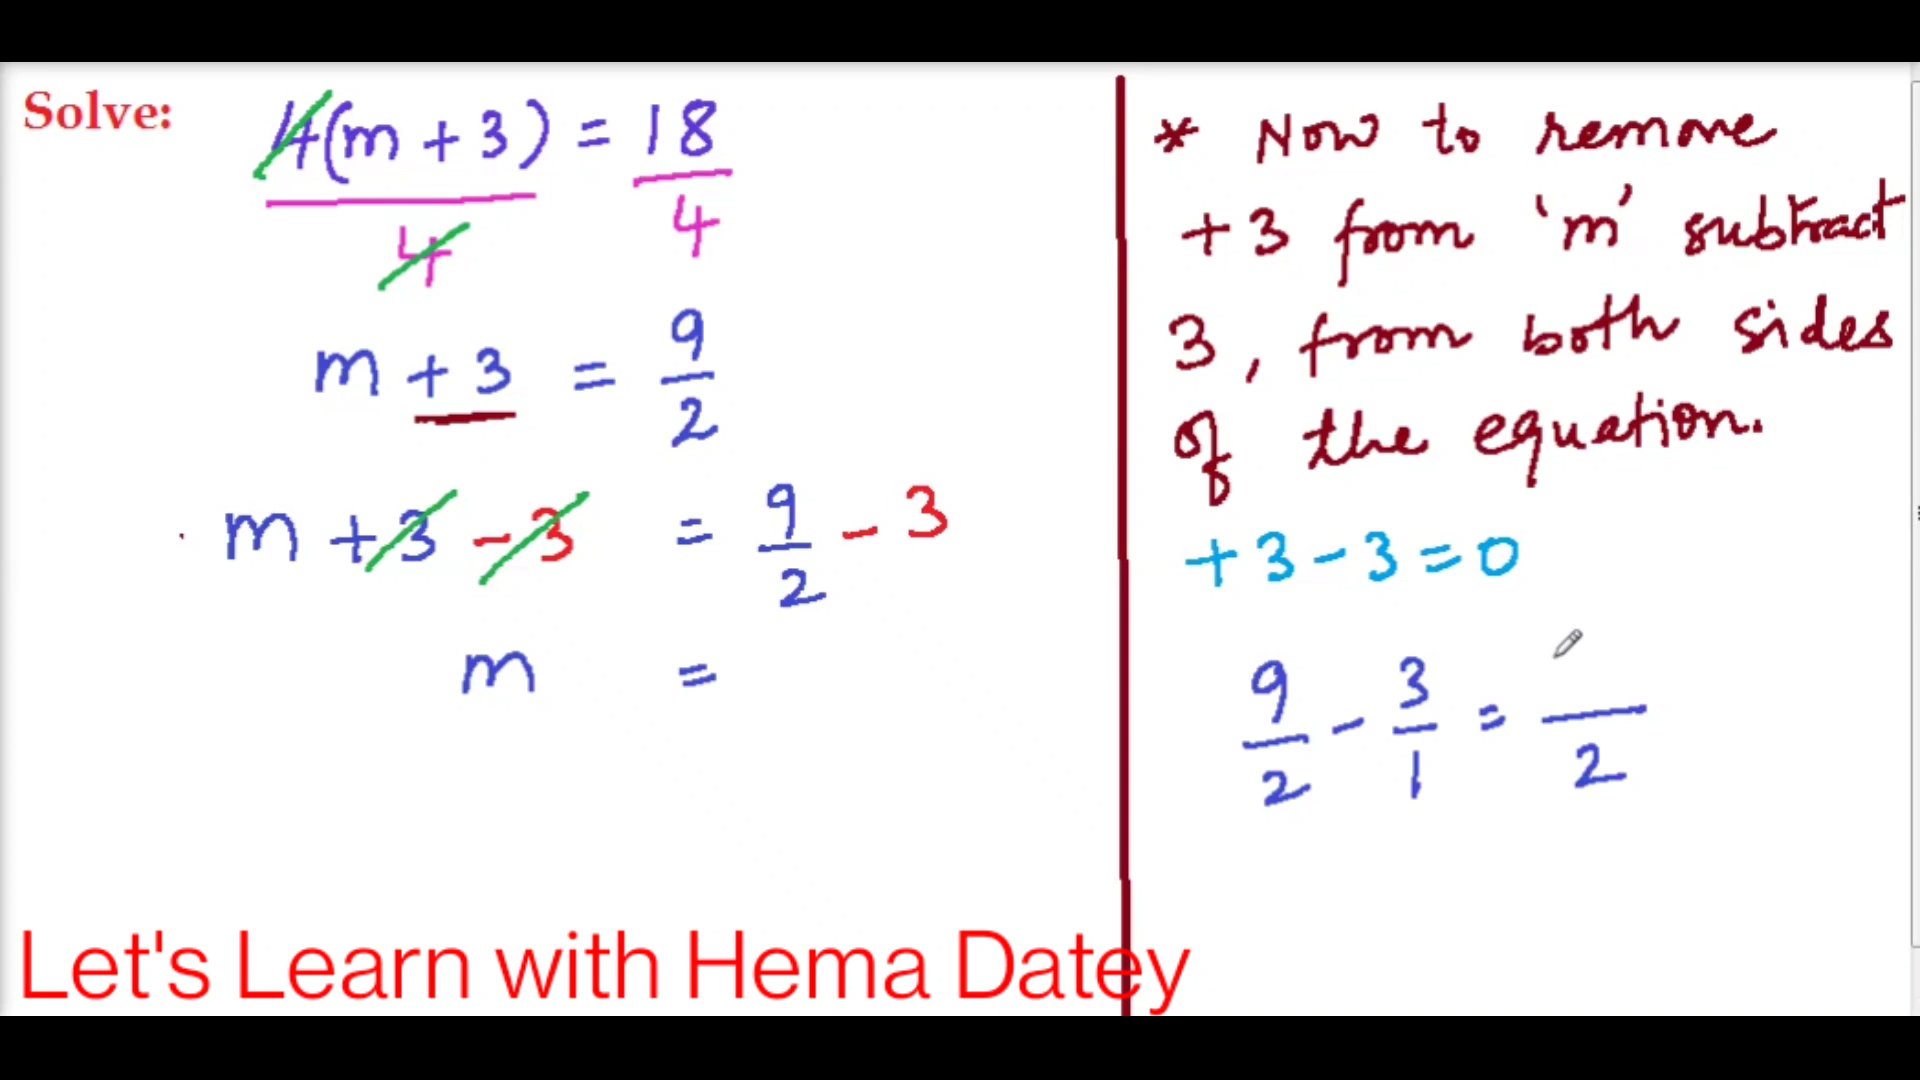 Solve:
4(m + 3) = 18
4 4
m + 3 = 9/2
m + 3 - 3 = 9/2 - 3
m =
* Now to remove
+3 from 'm' subtract
3, from both sides
of the equation.
+3-3=0
9/2 - 3/1 = /2
Let's Learn with Hema Datey